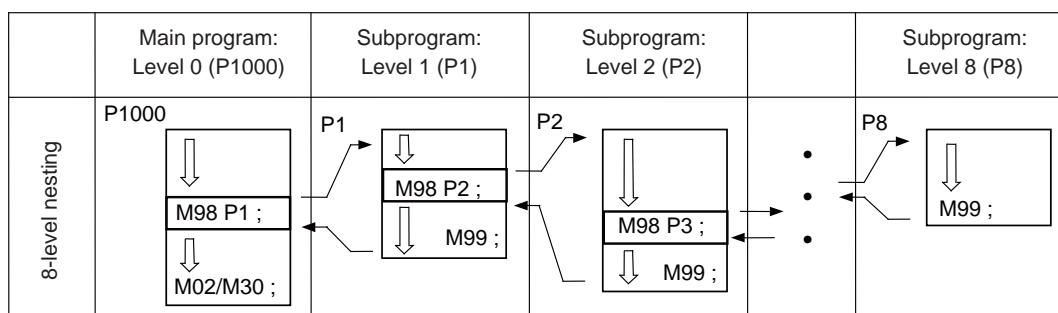 Main program:
Level 0 (P1000)
Subprogram:
Level 1 (P1)
Subprogram:
Level 2 (P2)
Subprogram:
Level 8 (P8)
8-level nesting
P1000
M98 P1 ;
M02/M30 ;
P1
M98 P2 ;
M99 ;
P2
M98 P3 ;
M99 ;
P8
M99 ;